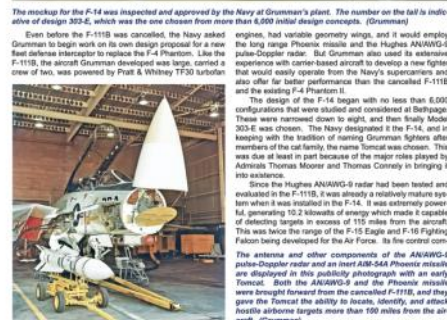 The mockup for the F-14 was inspected and approved by the Navy at Grumman's plant. The number on the tail is indic-
ative of design 303-E, which was the one chosen from more than 6,000 initial design concepts. (Grumman)
Even before the F-111B was cancelled, the Navy asked
Grumman to begin work on its own design proposal for a new
fleet defense interceptor to replace the F-4 Phantom. Like the
F-111B, the aircraft Grumman developed was large, carried a
crew of two, was powered by Pratt & Whitney TF30 turbofan
engines, had variable geometry wings, and it would employ
the long range Phoenix missile and the Hughes AN/AWG-9
pulse-Doppler radar. But Grumman also used its extensive
experience with carrier-based aircraft to develop a new fighter
that would easily operate from the Navy's supercarriers and
also offer far better performance than the cancelled F-111B
and the existing F-4 Phantom II.
The design of the F-14 began with no less than 6,000
configurations that were studied and considered at Bethpage.
These were narrowed down to eight, and then finally Model
303-E was chosen. The Navy designated it the F-14, and in
keeping with the tradition of naming Grumman fighters after
members of the cat family, the name Tomcat was chosen. This
was due at least in part because of the major roles played by
Admirals Thomas Moorer and Thomas Connely in bringing it
into existence.
Since the Hughes AN/AWG-9 radar had been tested and
evaluated in the F-111B, it was already a relatively mature sys-
tem when it was installed in the F-14. It was extremely power-
ful, generating 10.2 kilowatts of energy which made it capable
of detecting targets in excess of 115 miles from the aircraft.
This was twice the range of the F-15 Eagle and F-16 Fighting
Falcon being developed for the Air Force. Its fire control com-
The antenna and other components of the AN/AWG-9
pulse-Doppler radar and an inert AIM-54A Phoenix missile
are displayed in this publicity photograph with an early
Tomcat. Both the AN/AWG-9 and the Phoenix missile
were brought forward from the cancelled F-111B, and they
gave the Tomcat the ability to locate, identify, and attack
hostile airborne targets more than 100 miles from the air-
craft. (Grumman)